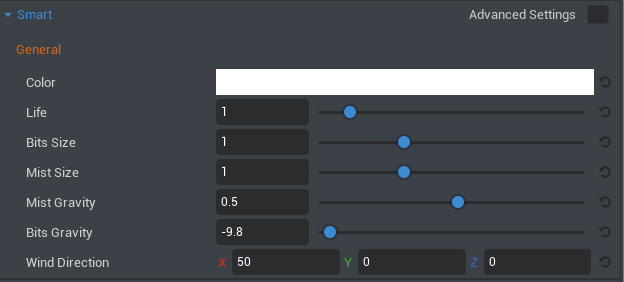 Smart Advanced Settings
General
Color
Life 1
Bits Size 1
Mist Size 1
Mist Gravity 0.5
Bits Gravity -9.8
Wind Direction X 50 Y 0 Z 0